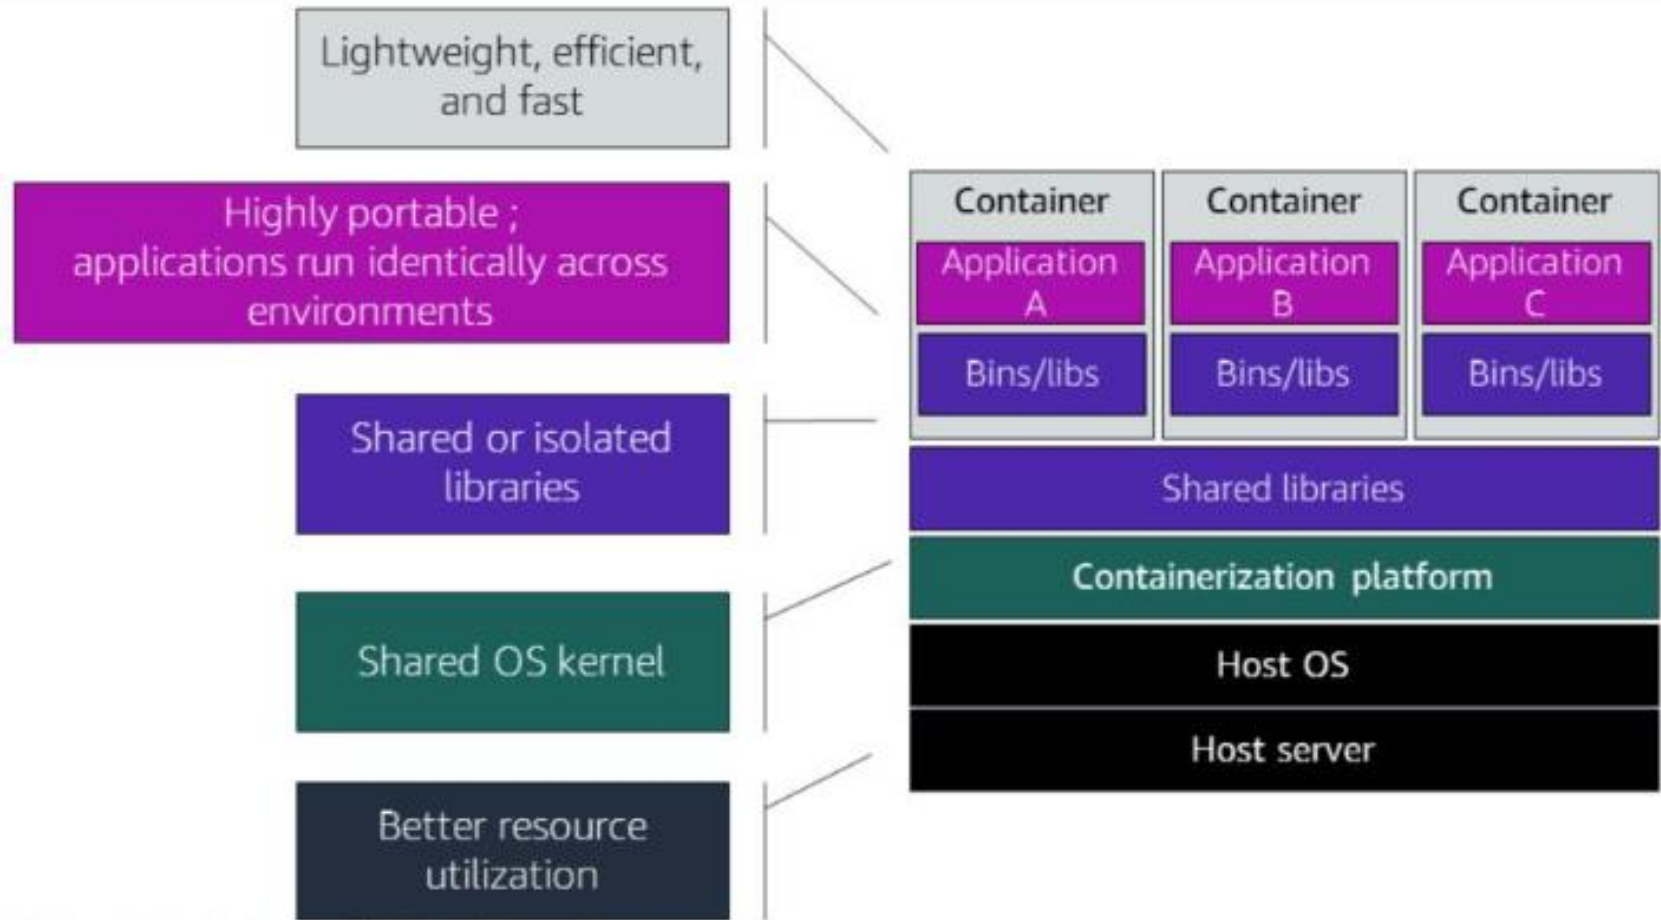 Lightweight, efficient,
and fast
Highly portable ;
applications run identically across
environments
Shared or isolated
libraries
Shared OS kernel
Better resource
utilization
Container
Application
A
Bins/libs
Container
Application
B
Bins/libs
Container
Application
C
Bins/libs
Shared libraries
Containerization platform
Host OS
Host server